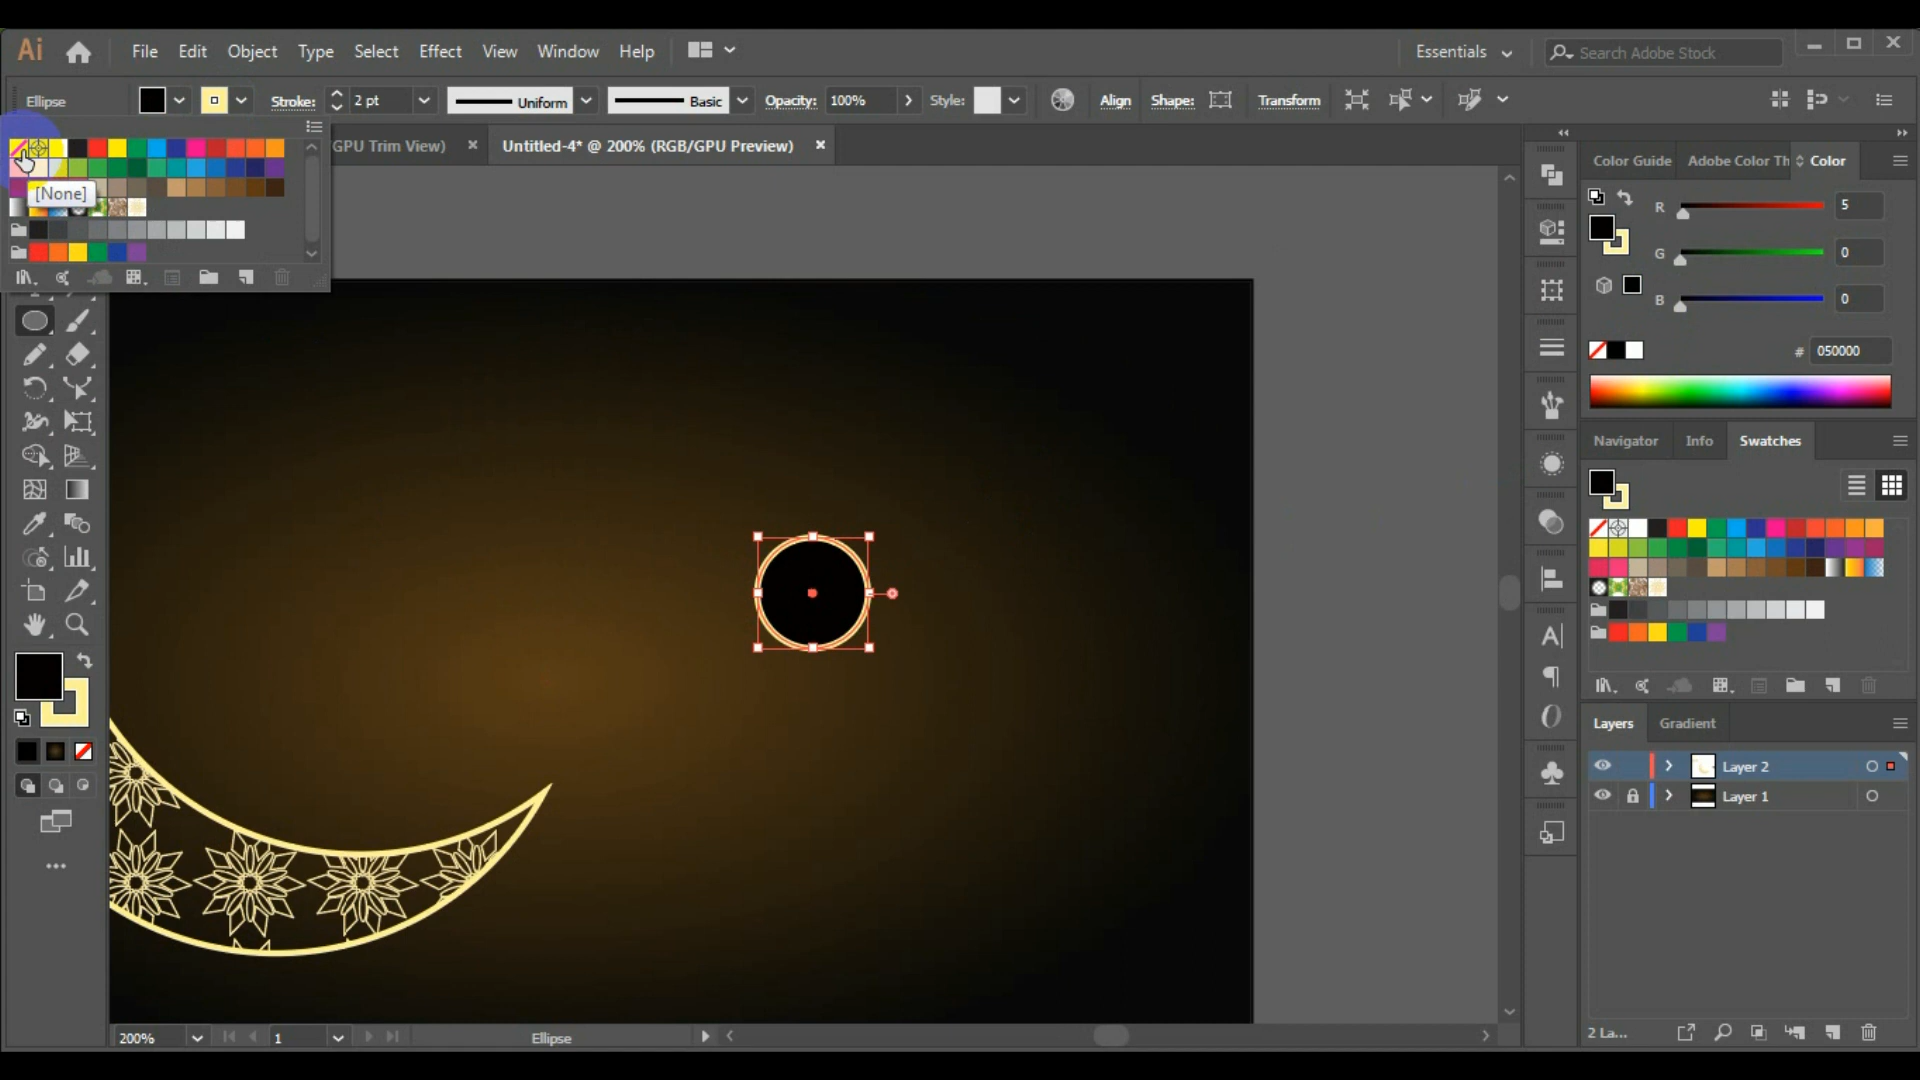 Ai File Edit Object Type Select Effect View Window Help Essentials Search Adobe Stock
Ellipse Stroke: 2 pt Uniform Basic Opacity: 100% Style: Align Shape: Transform
GPU Trim View) × Untitled-4* @ 200% (RGB/GPU Preview) ×
[None]
Color Guide Adobe Color Th Color
R 5
G 0
B 0
# 050000
Navigator Info Swatches
Layers Gradient
Layer 2
Layer 1
2 La...
200% 1 Ellipse